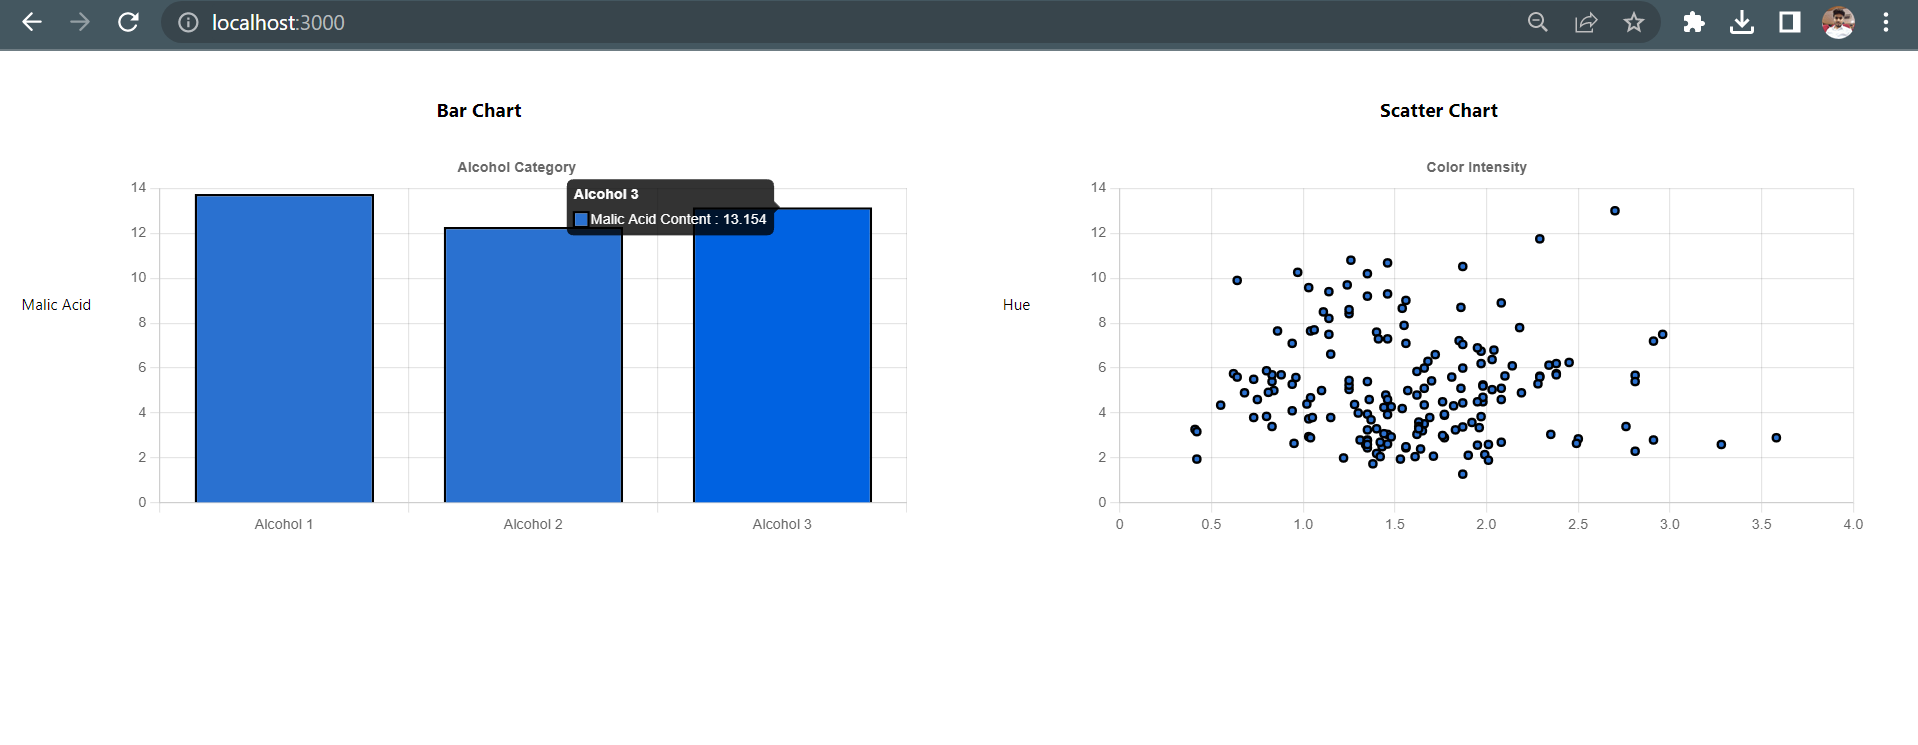 localhost:3000
Bar Chart
Alcohol Category
14
12
10
8
6
4
2
0
Malic Acid
Alcohol 3
Malic Acid Content : 13.154
Alcohol 1
Alcohol 2
Alcohol 3
Scatter Chart
Color Intensity
14
12
10
8
6
4
2
0
Hue
0
0.5
1.0
1.5
2.0
2.5
3.0
3.5
4.0